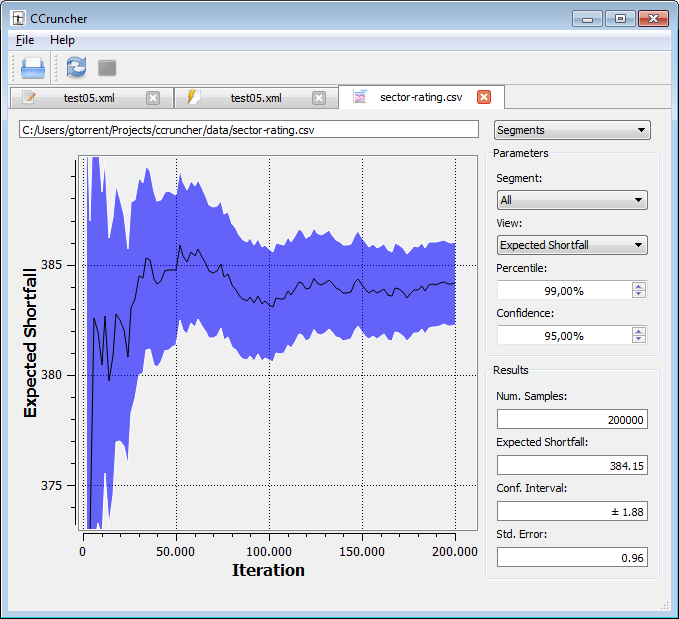 CCruncher
File Help
test05.xml test05.xml sector-rating.csv
C:/Users/gtorrent/Projects/ccruncher/data/sector-rating.csv
Segments
Parameters
Segment:
All
View:
Expected Shortfall
Percentile:
99,00%
Confidence:
95,00%
Results
Num. Samples:
200000
Expected Shortfall:
384.15
Conf. Interval:
± 1.88
Std. Error:
0.96
Expected Shortfall
385
380
375
0 50.000 100.000 150.000 200.000
Iteration